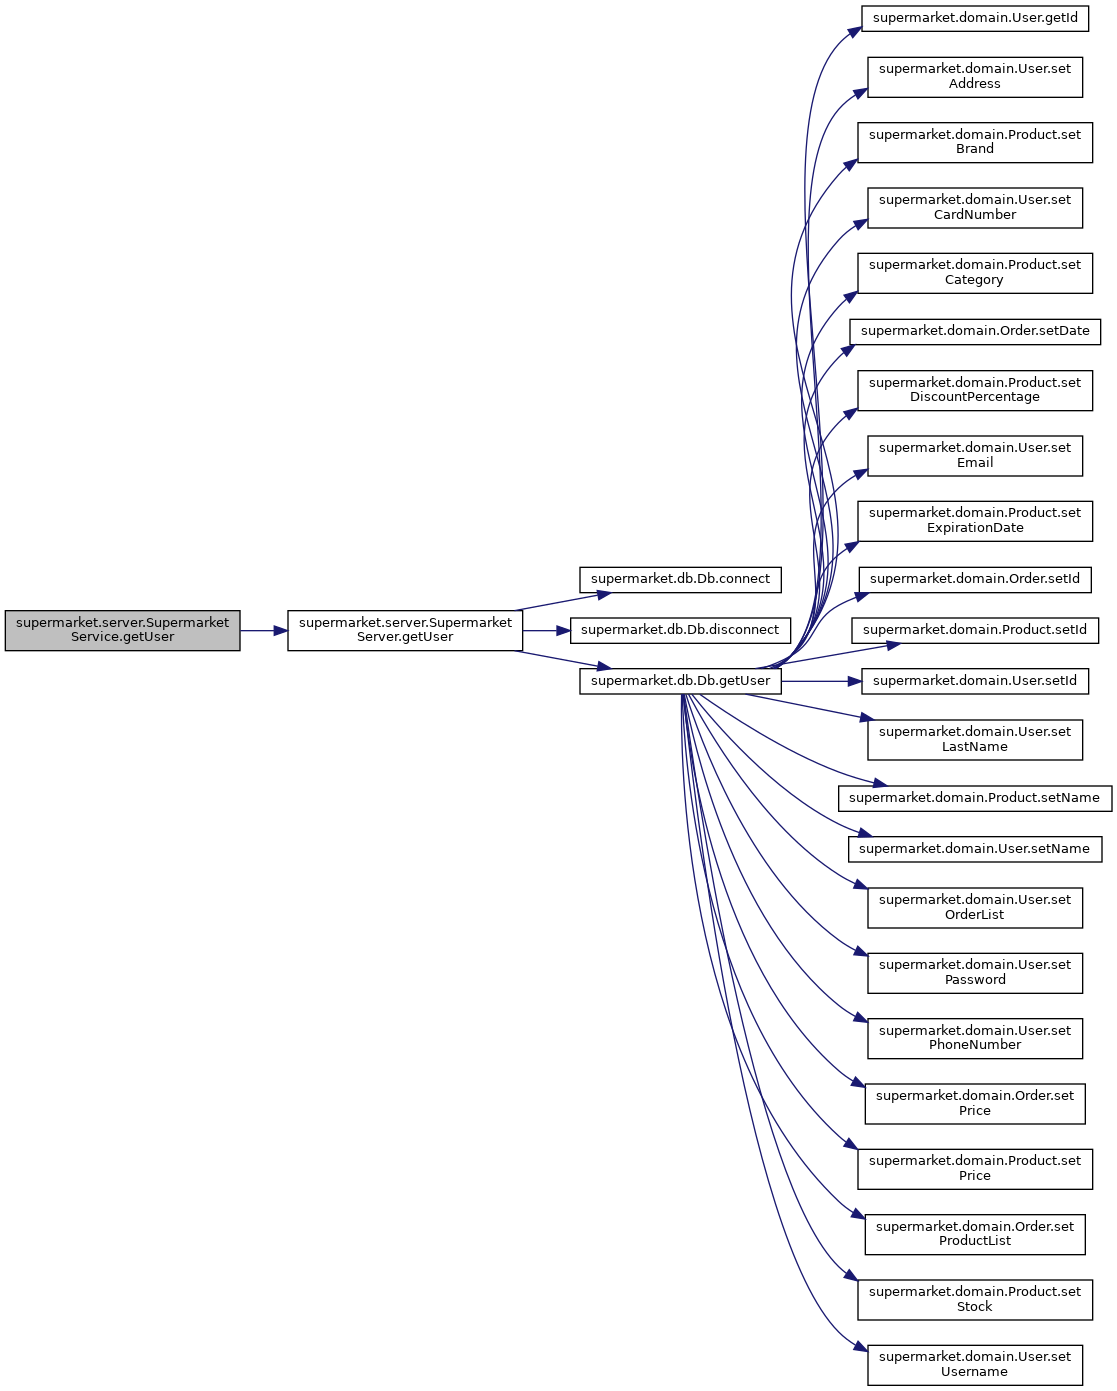 supermarket.server.Supermarket
Service.getUser
supermarket.server.Supermarket
Server.getUser
supermarket.db.Db.connect
supermarket.db.Db.disconnect
supermarket.db.Db.getUser
supermarket.domain.User.getId
supermarket.domain.User.set
Address
supermarket.domain.Product.set
Brand
supermarket.domain.User.set
CardNumber
supermarket.domain.Product.set
Category
supermarket.domain.Order.setDate
supermarket.domain.Product.set
DiscountPercentage
supermarket.domain.User.set
Email
supermarket.domain.Product.set
ExpirationDate
supermarket.domain.Order.setId
supermarket.domain.Product.setId
supermarket.domain.User.setId
supermarket.domain.User.set
LastName
supermarket.domain.Product.setName
supermarket.domain.User.setName
supermarket.domain.User.set
OrderList
supermarket.domain.User.set
Password
supermarket.domain.User.set
PhoneNumber
supermarket.domain.Order.set
Price
supermarket.domain.Product.set
Price
supermarket.domain.Order.set
ProductList
supermarket.domain.Product.set
Stock
supermarket.domain.User.set
Username